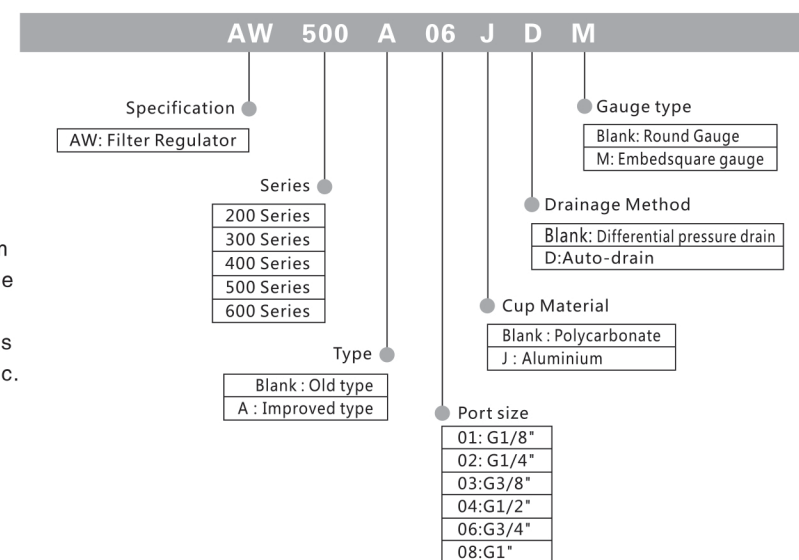 AW 500 A 06 J D M
Specification
AW: Filter Regulator
Series
200 Series
300 Series
400 Series
500 Series
600 Series
Type
Blank : Old type
A : Improved type
Port size
01: G1/8"
02: G1/4"
03:G3/8"
04:G1/2"
06:G3/4"
08:G1"
Cup Material
Blank : Polycarbonate
J : Aluminium
Drainage Method
Blank: Differential pressure drain
D:Auto-drain
Gauge type
Blank: Round Gauge
M: Embedsquare gauge
e
s
c.